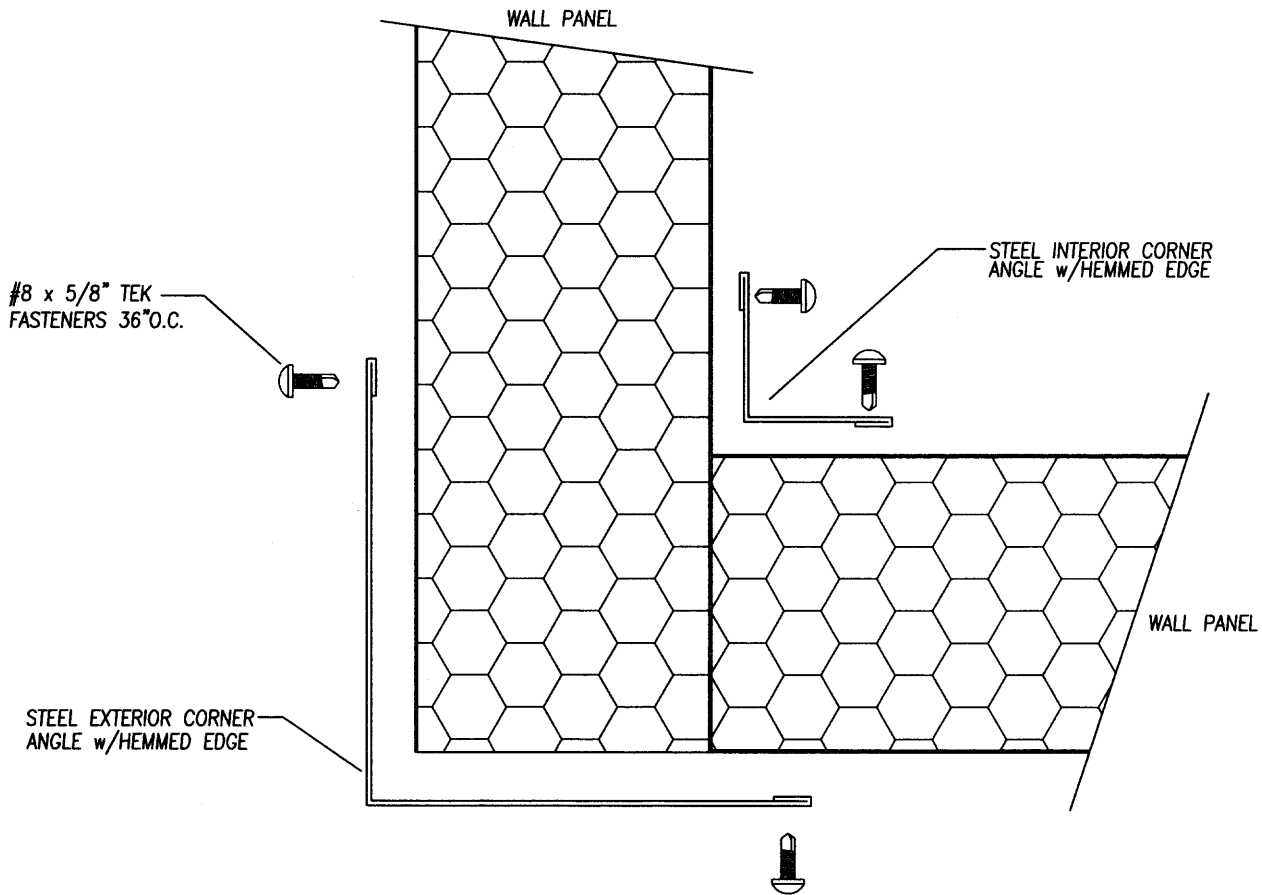 WALL PANEL
STEEL INTERIOR CORNER
ANGLE w/HEMMED EDGE
#8 x 5/8" TEK
FASTENERS 36"O.C.
WALL PANEL
STEEL EXTERIOR CORNER
ANGLE w/HEMMED EDGE